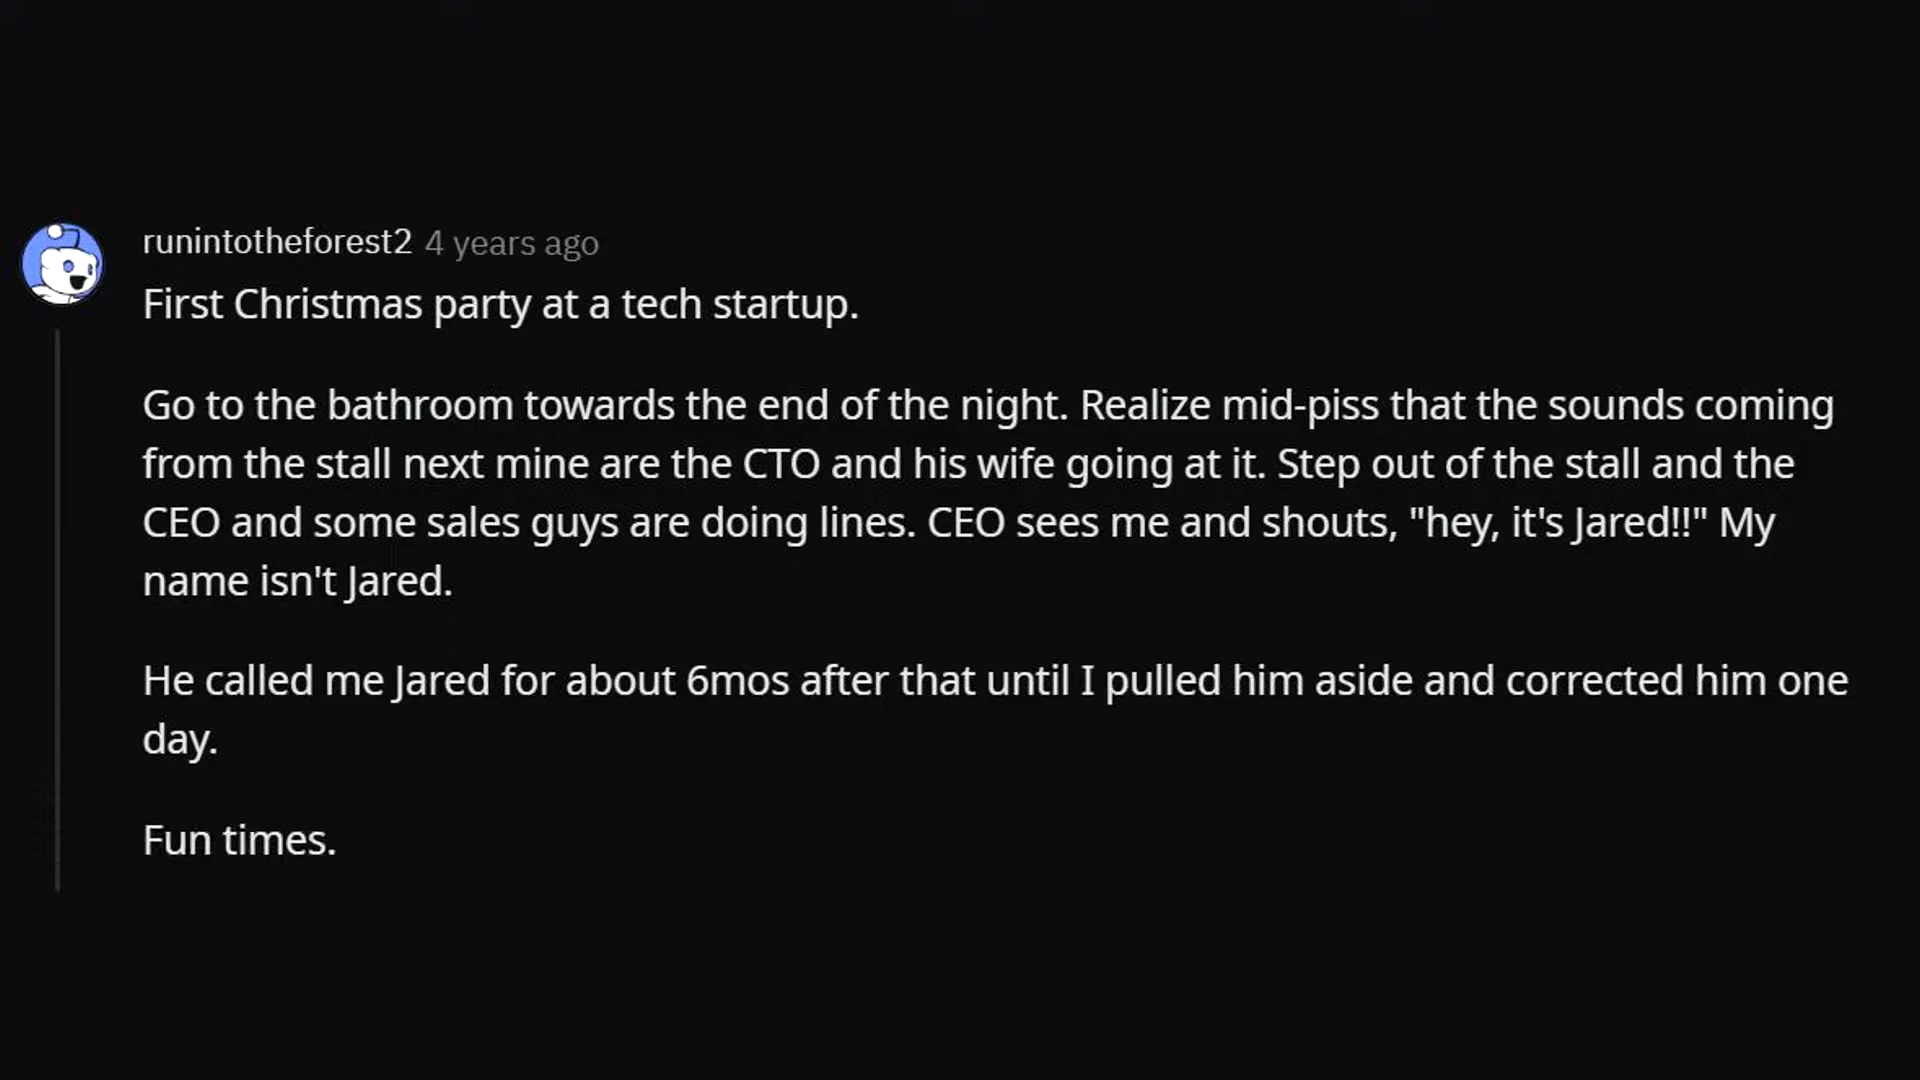 runintotheforest2 4 years ago
First Christmas party at a tech startup.
Go to the bathroom towards the end of the night. Realize mid-piss that the sounds coming
from the stall next mine are the CTO and his wife going at it. Step out of the stall and the
CEO and some sales guys are doing lines. CEO sees me and shouts, "hey, it's Jared!!" My
name isn't Jared.
He called me Jared for about 6mos after that until I pulled him aside and corrected him one
day.
Fun times.